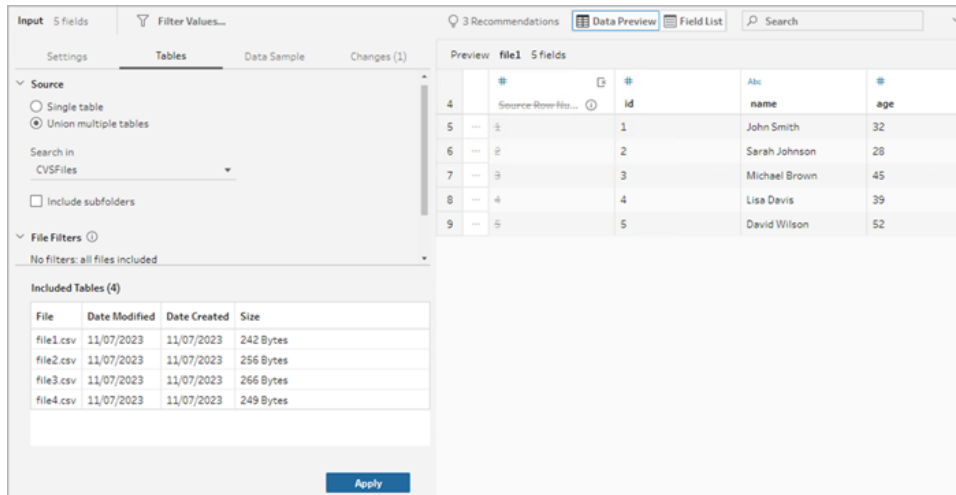 Input 5 fields Filter Values...
3 Recommendations Data Preview Field List Search
Settings Tables Data Sample Changes (1)
Source
Single table
Union multiple tables
Search in
CVSFiles
Include subfolders
File Filters
No filters: all files included
Included Tables (4)
File Date Modified Date Created Size
file1.csv 11/07/2023 11/07/2023 242 Bytes
file2.csv 11/07/2023 11/07/2023 256 Bytes
file3.csv 11/07/2023 11/07/2023 266 Bytes
file4.csv 11/07/2023 11/07/2023 249 Bytes
Apply
Preview file1 5 fields
# # Abc #
4 Source Row Nu... id name age
5 ... 1 1 John Smith 32
6 ... 2 2 Sarah Johnson 28
7 ... 3 3 Michael Brown 45
8 ... 4 4 Lisa Davis 39
9 ... 5 5 David Wilson 52